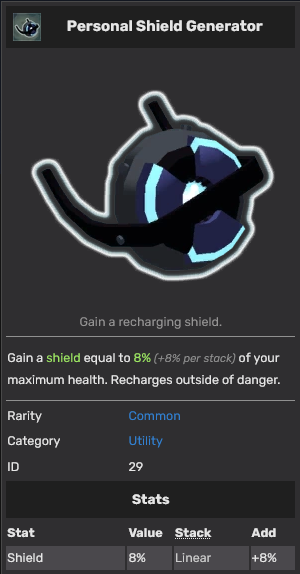 Personal Shield Generator
Gain a recharging shield.
Gain a shield equal to 8% (+8% per stack) of your
maximum health. Recharges outside of danger.
Rarity Common
Category Utility
ID 29
Stats
Stat Value Stack Add
Shield 8% Linear +8%